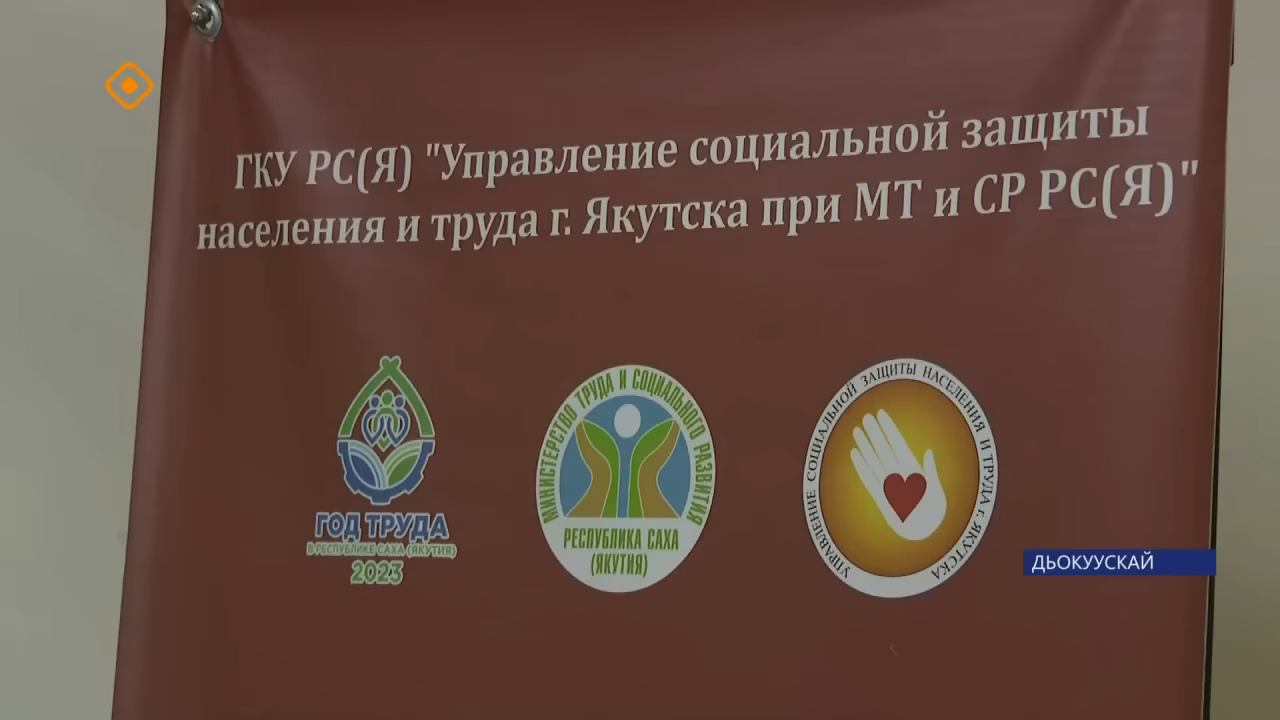 ГКУ РС(Я) "Управление социальной защиты
населения и труда г. Якутска при МТ и СР РС(Я)"
ГОД ТРУДА
В РЕСПУБЛИКЕ САХА (ЯКУТИЯ)
2023
МИНИСТЕРСТВО ТРУДА И СОЦИАЛЬНОГО РАЗВИТИЯ
РЕСПУБЛИКА САХА
(ЯКУТИЯ)
УПРАВЛЕНИЕ СОЦИАЛЬНОЙ ЗАЩИТЫ НАСЕЛЕНИЯ И ТРУДА Г. ЯКУТСКА
ДЬОКУУСКАЙ